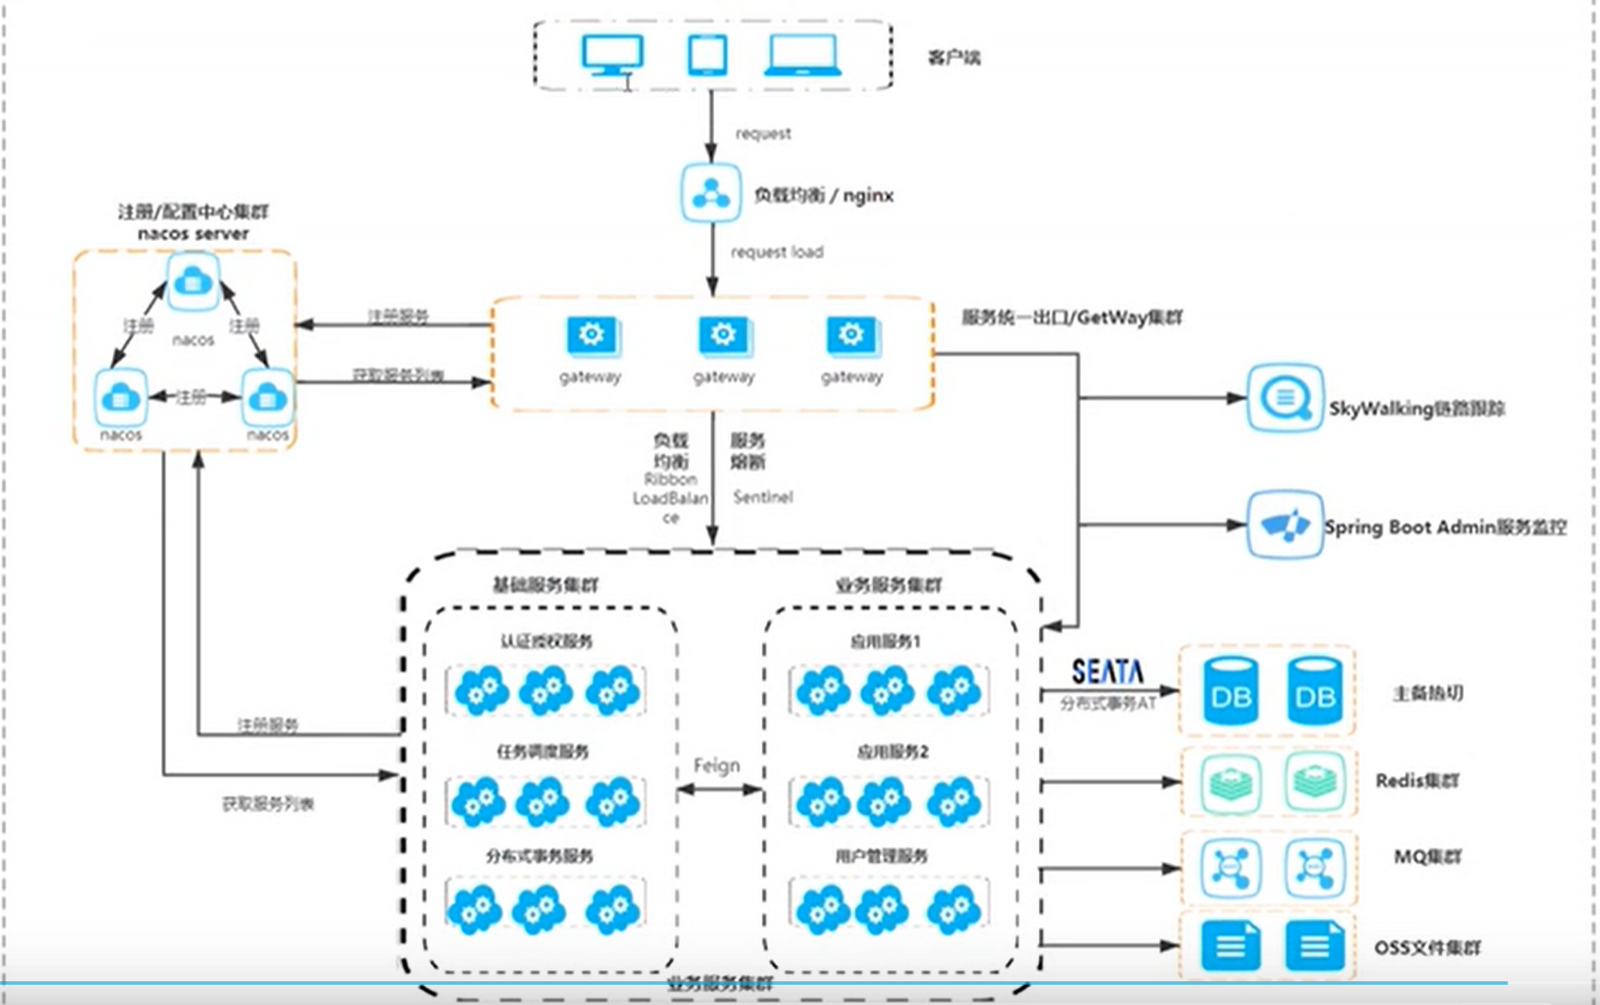 客户端
request
负载均衡 / nginx
request load
注册/配置中心集群
nacos server
注册
注册
nacos
注册
nacos
nacos
注册服务
获取服务列表
gateway
gateway
gateway
服务统一出口/GetWay集群
SkyWalking链路跟踪
Spring Boot Admin服务监控
负载
均衡
Ribbon
LoadBalan
ce
服务
熔断
Sentinel
注册服务
获取服务列表
基础服务集群
认证授权服务
任务调度服务
分布式事务服务
Feign
业务服务集群
应用服务1
应用服务2
用户管理服务
业务服务集群
SEATA
分布式事务AT
DB
DB
主备热切
Redis集群
MQ集群
OSS文件集群